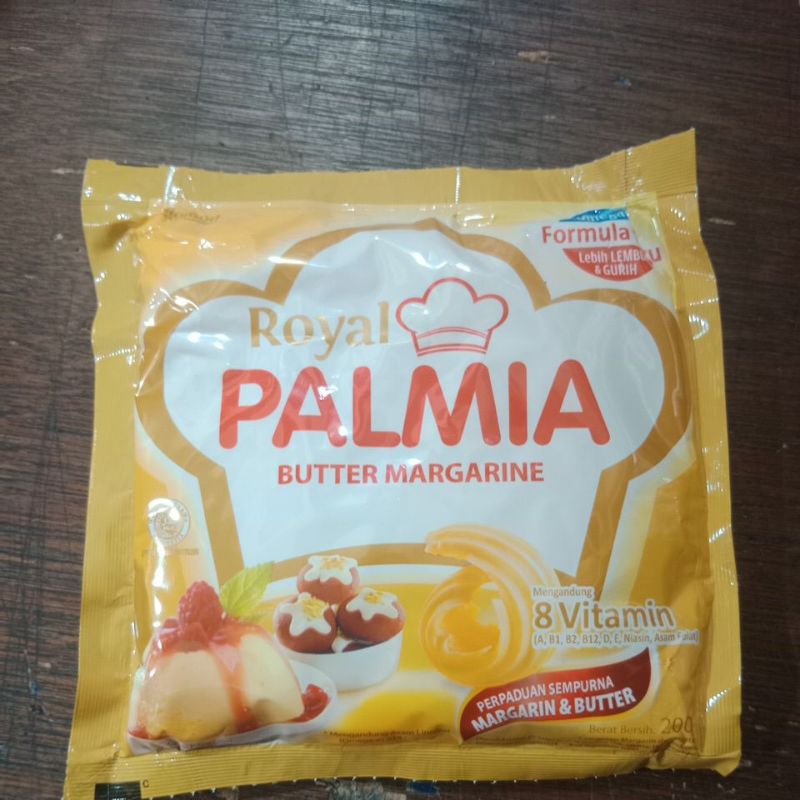 Formula
Lebih LEMBUT
& GURIH
Royal
PALMIA
BUTTER MARGARINE
Mengandung
8 Vitamin
(A, B1, B2, B12, D, E, Niasin, Asam Folat)
PERPADUAN SEMPURNA
MARGARIN & BUTTER
Berat Bersih: 200